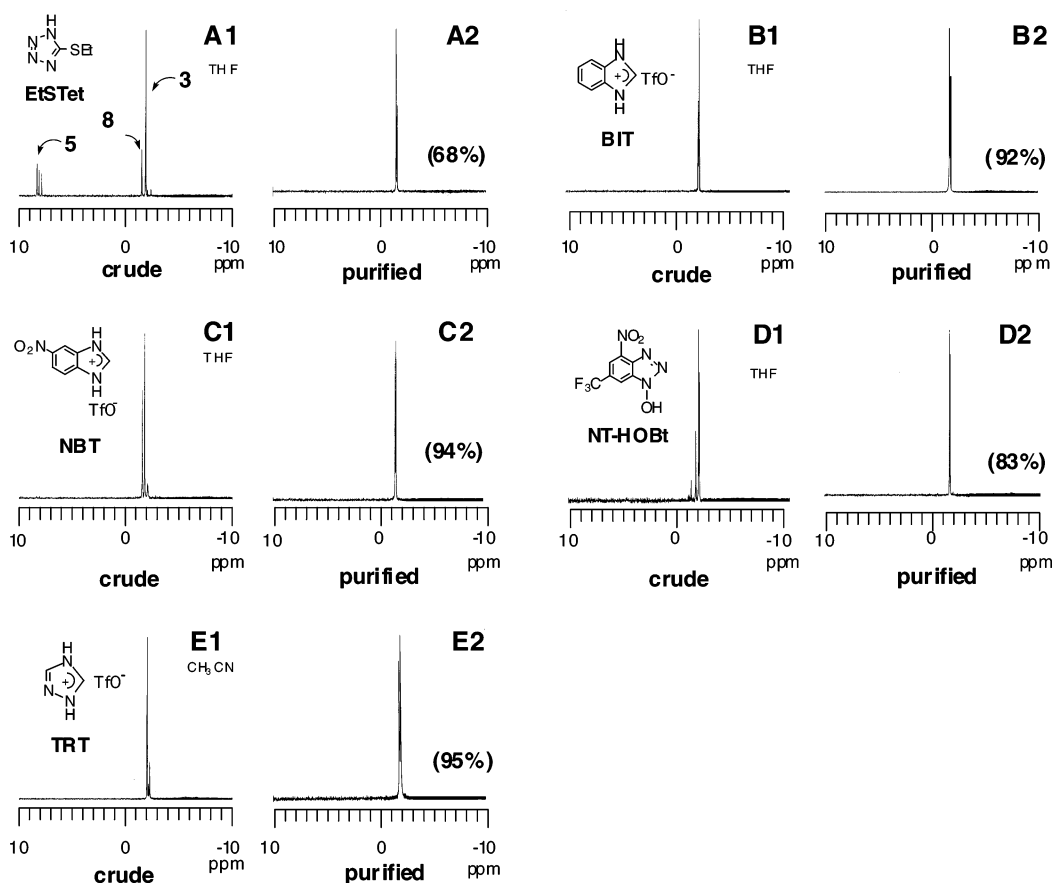 H
N
N
N
N
SEt
EtSTet
A1
THF
3
8
5
10
0
-10
ppm
crude
A2
(68%)
10
0
-10
ppm
purified
H
N
+
N
H
TfO-
BIT
B1
THF
10
0
-10
ppm
crude
B2
(92%)
10
0
-10
ppm
purified
H
N
O2N
+
N
H
TfO-
NBT
C1
THF
10
0
-10
ppm
crude
C2
(94%)
10
0
-10
ppm
purified
NO2
N
N
F3C
N
OH
NT-HOBt
D1
THF
10
0
-10
ppm
crude
D2
(83%)
10
0
-10
ppm
purified
H
N
+
N
N
H
TfO-
TRT
E1
CH3CN
10
0
-10
ppm
crude
E2
(95%)
10
0
-10
ppm
purified